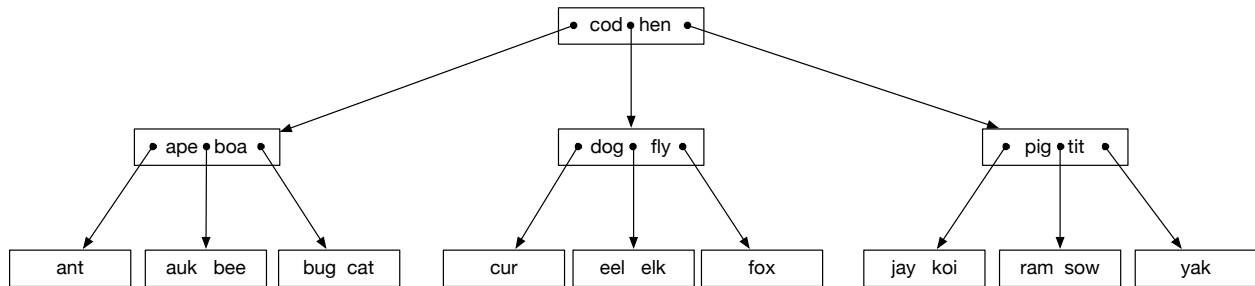 cod hen
ape boa
dog fly
pig tit
ant
auk bee
bug cat
cur
eel elk
fox
jay koi
ram sow
yak